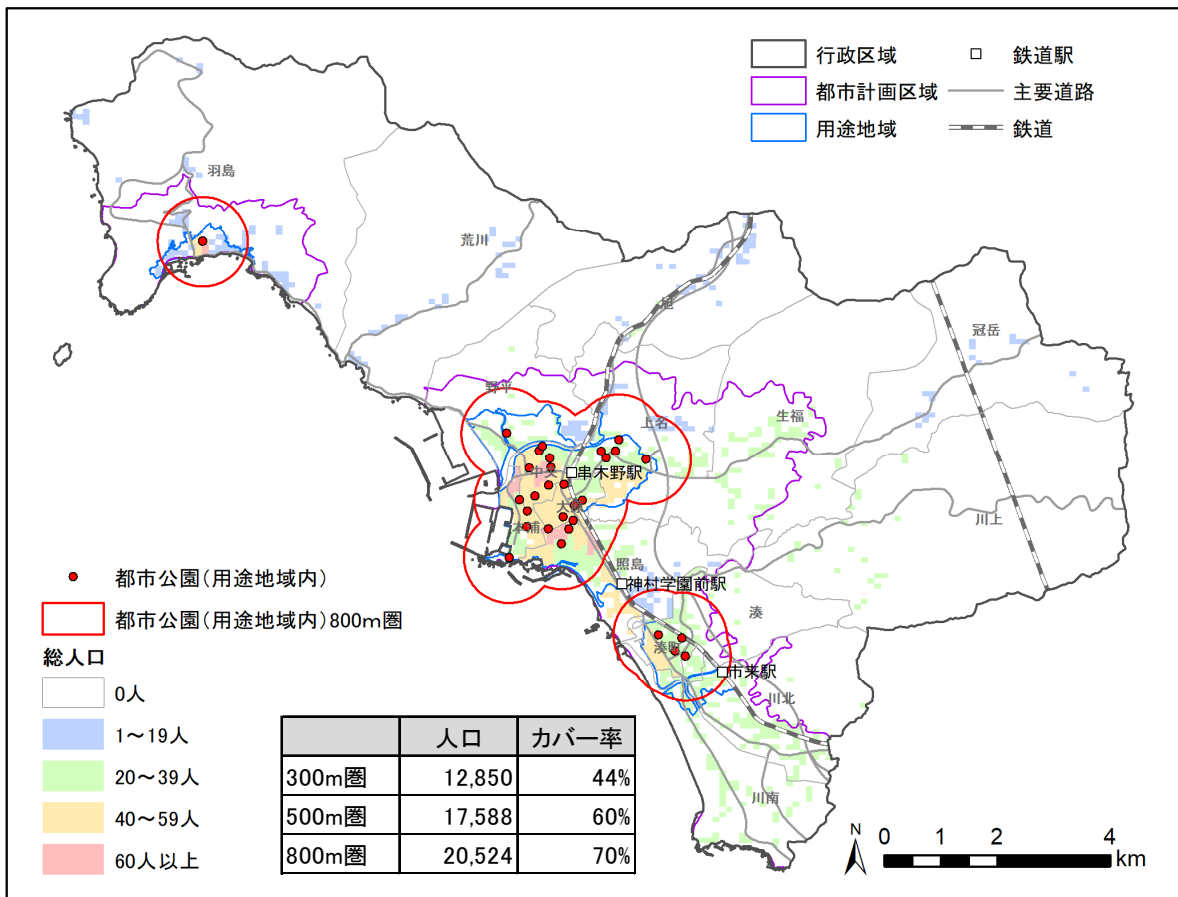 行政区域
鉄道駅
都市計画区域
主要道路
用途地域
鉄道
羽島
荒川
旭
冠岳
野平
上名
生福
中央
串木野駅
川上
本浦
照島
神村学園前駅
湊
湊町
市来駅
川北
川南
都市公園(用途地域内)
都市公園(用途地域内)800m圏
総人口
0人
1～19人
20～39人
40～59人
60人以上
人口 カバー率
300m圏 12,850 44%
500m圏 17,588 60%
800m圏 20,524 70%
N
0 1 2 4
km